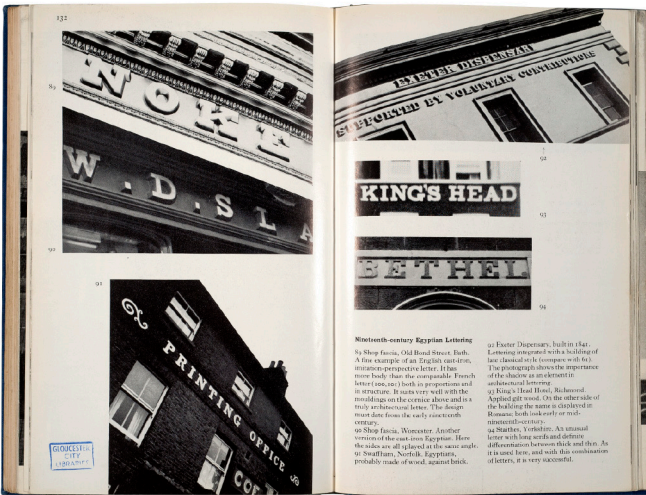 132
89
NORT
W.D.SLA
90
91
PRINTING OFFICE
COF
GLOUCESTER
CITY
LIBRARIES
EXETER DISPENSAR
SUPPORTED BY VOLUNTARY CONTRIBUTIONS
92
KING'S HEAD
93
BETHEL
94
Nineteenth-century Egyptian Lettering
89 Shop fascia, Old Bond Street, Bath.
A fine example of an English cast-iron,
imitation-perspective letter. It has
more body than the comparable French
letter (100, 101) both in proportions and
in structure. It suits very well with the
mouldings on the cornice above and is a
truly architectural letter. The design
must date from the early nineteenth
century.
90 Shop fascia, Worcester. Another
version of the cast-iron Egyptian. Here
the sides are all splayed at the same angle.
91 Swaffham, Norfolk. Egyptians,
probably made of wood, against brick.
92 Exeter Dispensary, built in 1841.
Lettering integrated with a building of
late classical style (compare with 61).
The photograph shows the importance
of the shadow as an element in
architectural lettering.
93 King's Head Hotel, Richmond.
Applied gilt wood. On the other side of
the building the name is displayed in
Romans; both look early or mid-
nineteenth-century.
94 Staithes, Yorkshire. An unusual
letter with long serifs and definite
differentiation between thick and thin. As
it is used here, and with this combination
of letters, it is very successful.